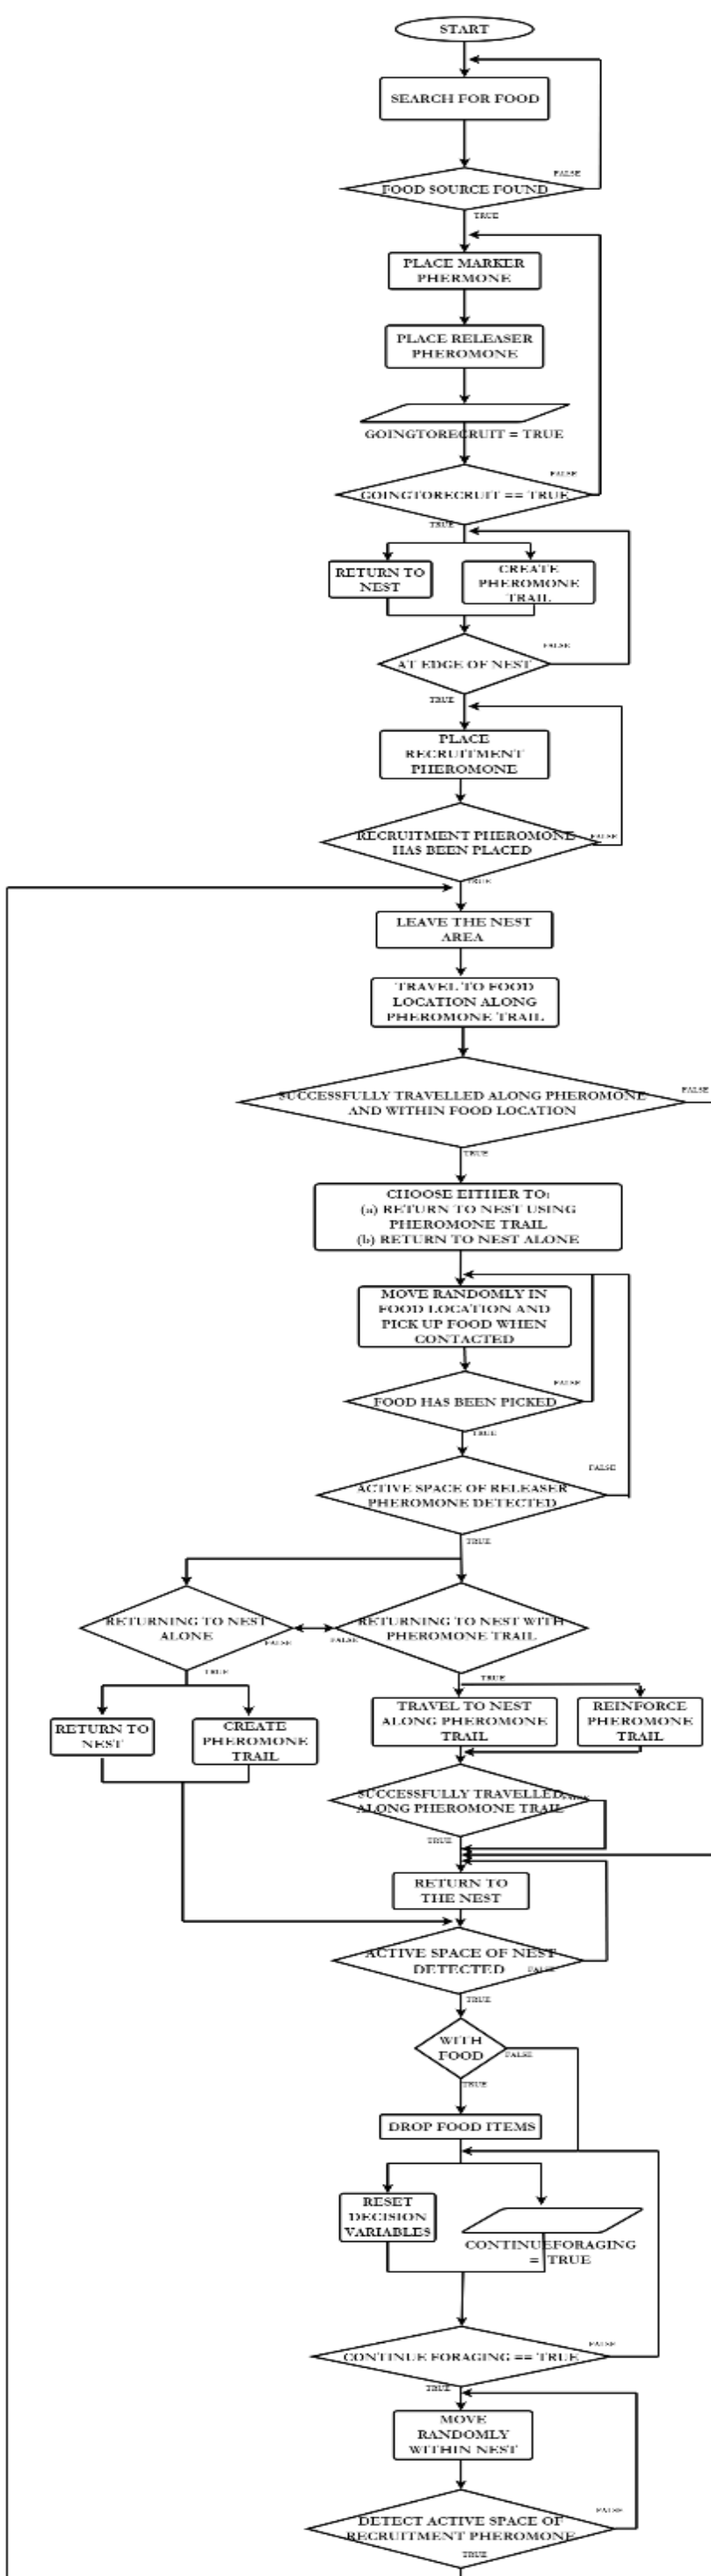 START
SEARCH FOR FOOD
FALSE
FOOD SOURCE FOUND
TRUE
PLACE MARKER
PHERMONE
PLACE RELEASER
PHEROMONE
GOINGTORECRUIT = TRUE
FALSE
GOINGTORECRUIT == TRUE
TRUE
RETURN TO
NEST
CREATE
PHEROMONE
TRAIL
FALSE
AT EDGE OF NEST
TRUE
PLACE
RECRUITMENT
PHEROMONE
RECRUITMENT PHEROMONE
HAS BEEN PLACED
FALSE
TRUE
LEAVE THE NEST
AREA
TRAVEL TO FOOD
LOCATION ALONG
PHEROMONE TRAIL
FALSE
SUCCESSFULLY TRAVELLED ALONG PHEROMONE
AND WITHIN FOOD LOCATION
TRUE
CHOOSE EITHER TO:
(a) RETURN TO NEST USING
PHEROMONE TRAIL
(b) RETURN TO NEST ALONE
MOVE RANDOMLY IN
FOOD LOCATION AND
PICK UP FOOD WHEN
CONTACTED
FALSE
FOOD HAS BEEN PICKED
TRUE
FALSE
ACTIVE SPACE OF RELEASER
PHEROMONE DETECTED
TRUE
RETURNING TO NEST
ALONE
FALSE
RETURNING TO NEST WITH
PHEROMONE TRAIL
FALSE
TRUE
TRUE
RETURN TO
NEST
CREATE
PHEROMONE
TRAIL
TRAVEL TO NEST
ALONG PHEROMONE
TRAIL
REINFORCE
PHEROMONE
TRAIL
SUCCESSFULLY TRAVELLED
ALONG PHEROMONE TRAIL
FALSE
TRUE
RETURN TO
THE NEST
ACTIVE SPACE OF NEST
DETECTED
FALSE
TRUE
WITH
FOOD
FALSE
TRUE
DROP FOOD ITEMS
RESET
DECISION
VARIABLES
CONTINUEFORAGING
= TRUE
FALSE
CONTINUE FORAGING == TRUE
TRUE
MOVE
RANDOMLY
WITHIN NEST
FALSE
DETECT ACTIVE SPACE OF
RECRUITMENT PHEROMONE
TRUE